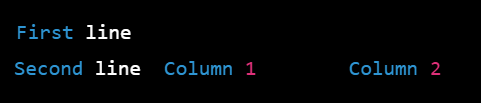 First line
Second line  Column 1        Column 2